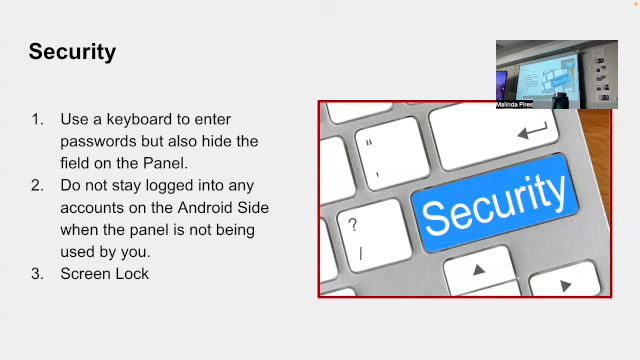 Security
Malinda Pires
1. Use a keyboard to enter
passwords but also hide the
field on the Panel.
2. Do not stay logged into any
accounts on the Android Side
when the panel is not being
used by you.
3. Screen Lock
"
'
?
/
Security